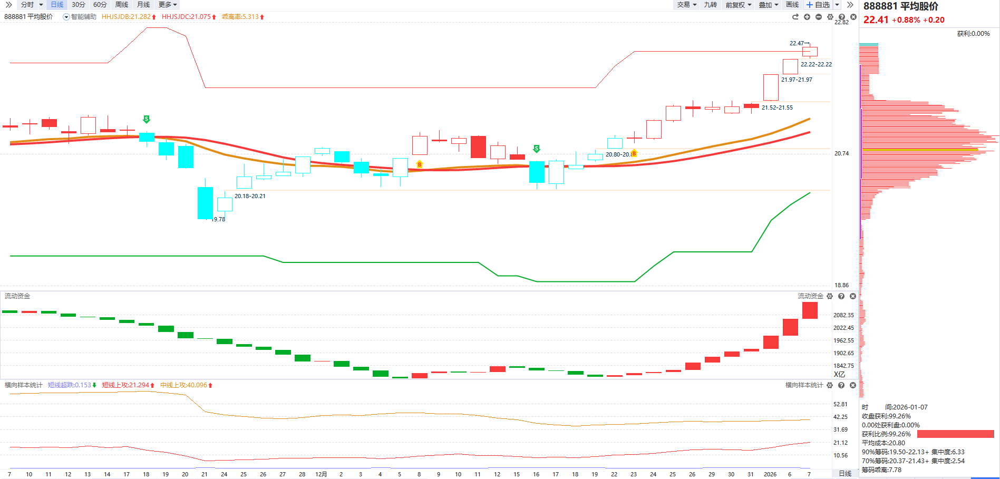 分时 日线 30分 60分 周线 月线 更多 交易 九转 前复权 叠加 画线 自选
888881 平均股价
22.41 +0.88% +0.20
888881 平均股价 智能辅助 HHJSJDB:21.282 HHJSJDC:21.075 乖离率:5.313
22.82
获利:0.00%
22.47
22.22-22.22
21.97-21.97
21.52-21.55
S
S
20.80-20.8
B
20.74
B
20.18-20.21
19.78
18.86
流动资金 流动资金
2082.35
2022.45
1962.55
1902.65
1842.75
X亿
横向样本统计 短线超跌:0.153 短线上攻:21.294 中线上攻:40.096 横向样本统计
52.81
42.25
31.69
21.12
10.56
时 间:2026-01-07
收盘获利:99.26%
0.00处获利盘:0.00%
获利比例:99.26%
平均成本:20.80
90%筹码:19.50-22.13+ 集中度:6.33
70%筹码:20.37-21.43+ 集中度:2.54
筹码乖离:7.78
7 10 11 12 13 14 17 18 19 20 21 24 25 26 27 28 12月 2 3 4 5 8 9 10 11 12 15 16 17 18 19 22 23 24 25 26 29 30 31 2026 6 7 日线